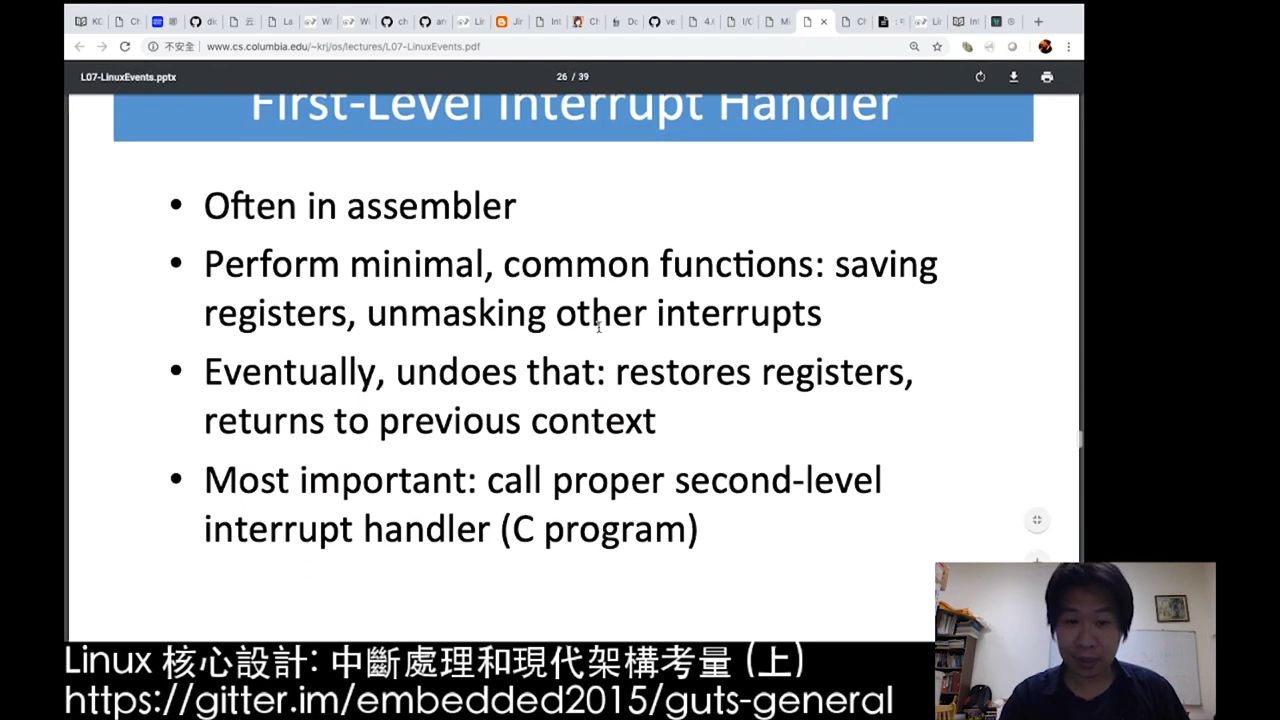 不安全 www.cs.columbia.edu/~krj/os/lectures/L07-LinuxEvents.pdf
L07-LinuxEvents.pptx 26 / 39
First-Level Interrupt Handler
• Often in assembler
• Perform minimal, common functions: saving
registers, unmasking other interrupts
• Eventually, undoes that: restores registers,
returns to previous context
• Most important: call proper second-level
interrupt handler (C program)
Linux 核心設計: 中斷處理和現代架構考量 (上)
https://gitter.im/embedded2015/guts-general